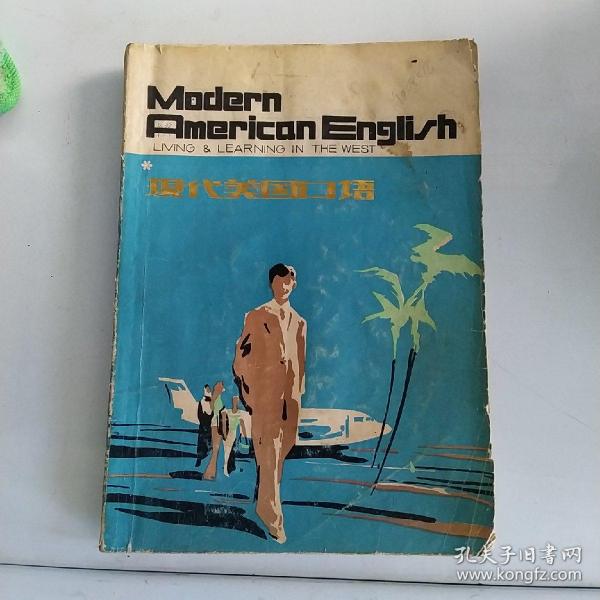 Modern
American English
LIVING & LEARNING IN THE WEST
*
现代美国口语
孔夫子旧书网
www.kongfz.com